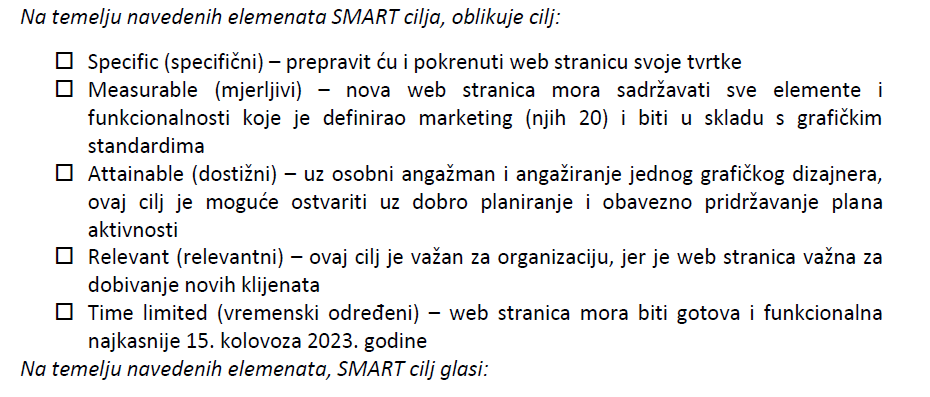 Na temelju navedenih elemenata SMART cilja, oblikuje cilj:
☐ Specific (specifični) – prepravit ću i pokrenuti web stranicu svoje tvrtke
☐ Measurable (mjerljivi) – nova web stranica mora sadržavati sve elemente i
funkcionalnosti koje je definirao marketing (njih 20) i biti u skladu s grafičkim
standardima
☐ Attainable (dostižni) – uz osobni angažman i angažiranje jednog grafičkog dizajnera,
ovaj cilj je moguće ostvariti uz dobro planiranje i obavezno pridržavanje plana
aktivnosti
☐ Relevant (relevantni) – ovaj cilj je važan za organizaciju, jer je web stranica važna za
dobivanje novih klijenata
☐ Time limited (vremenski određeni) – web stranica mora biti gotova i funkcionalna
najkasnije 15. kolovoza 2023. godine
Na temelju navedenih elemenata, SMART cilj glasi: